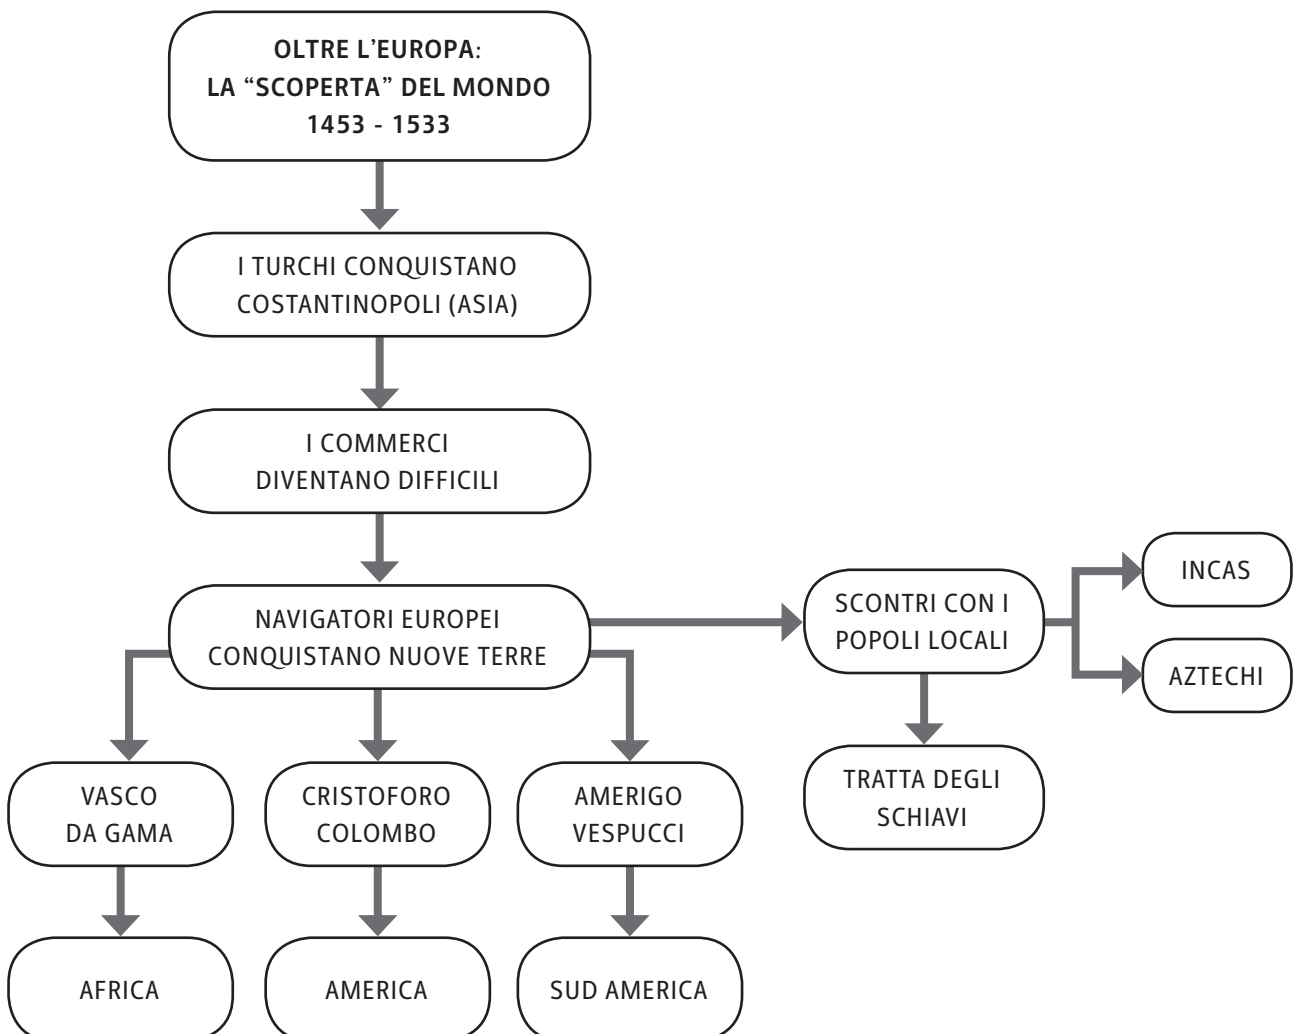 OLTRE L’EUROPA:
LA “SCOPERTA” DEL MONDO
1453 - 1533
I TURCHI CONQUISTANO
COSTANTINOPOLI (ASIA)
I COMMERCI
DIVENTANO DIFFICILI
NAVIGATORI EUROPEI
CONQUISTANO NUOVE TERRE
SCONTRI CON I
POPOLI LOCALI
INCAS
AZTECHI
TRATTA DEGLI
SCHIAVI
VASCO
DA GAMA
CRISTOFORO
COLOMBO
AMERIGO
VESPUCCI
AFRICA
AMERICA
SUD AMERICA